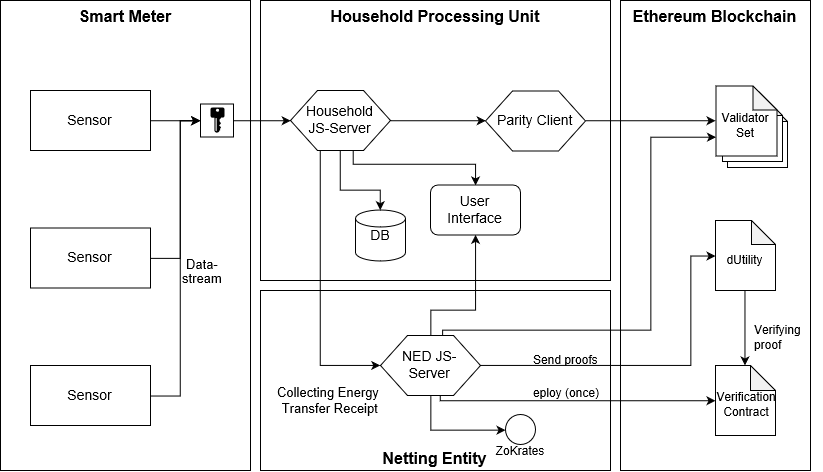 Smart Meter
Household Processing Unit
Ethereum Blockchain
Sensor
Household
JS-Server
Parity Client
Validator
Set
User
Interface
DB
Sensor
Data-
stream
dUtility
Verifying
proof
NED JS-
Server
Send proofs
Sensor
Collecting Energy
Transfer Receipt
eploy (once)
Verification
Contract
ZoKrates
Netting Entity